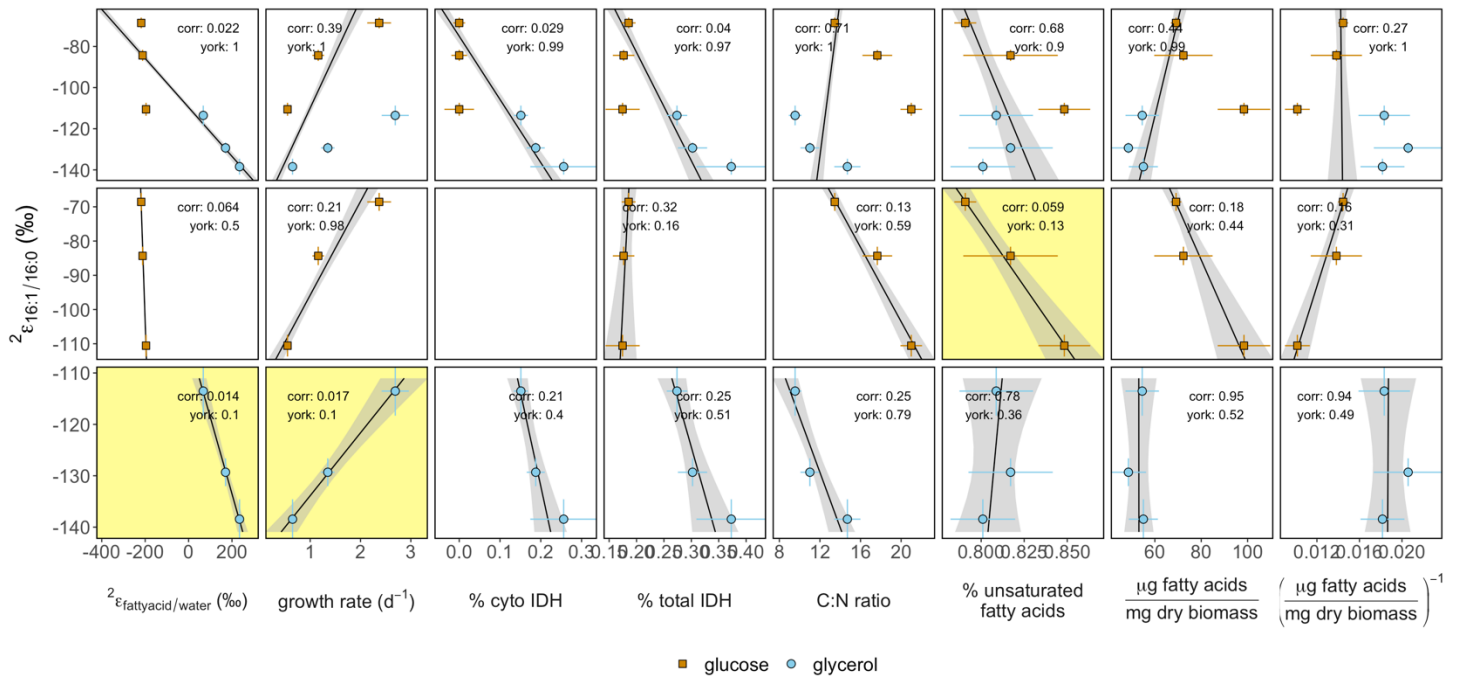 corr: 0.022 corr: 0.39 corr: 0.029 corr: 0.04 corr: 0.71 corr: 0.68 corr: 0.44 corr: 0.27
york: 1 york: 1 york: 0.99 york: 0.97 york: 1 york: 0.9 york: 0.99 york: 1
-80
-100
-120
-140
corr: 0.064 corr: 0.21 corr: 0.32 corr: 0.13 corr: 0.059 corr: 0.18 corr: 0.16
york: 0.5 york: 0.98 york: 0.16 york: 0.59 york: 0.13 york: 0.44 york: 0.31
-70
-80
-90
-100
-110
²ε16:1/16:0 (‰)
corr: 0.014 corr: 0.017 corr: 0.21 corr: 0.25 corr: 0.25 corr: 0.78 corr: 0.95 corr: 0.94
york: 0.1 york: 0.1 york: 0.4 york: 0.51 york: 0.79 york: 0.36 york: 0.52 york: 0.49
-110
-120
-130
-140
-400 -200 0 200 1 2 3 0.0 0.1 0.2 0.3 0.15 0.20 0.25 0.30 0.35 8 12 16 20 0.800 0.825 0.850 60 80 100 0.012 0.016 0.020
²εfattyacid/water (‰) growth rate (d⁻¹) % cyto IDH % total IDH C:N ratio
% unsaturated
fatty acids
μg fatty acids
mg dry biomass
(μg fatty acids
mg dry biomass)⁻¹
glucose glycerol